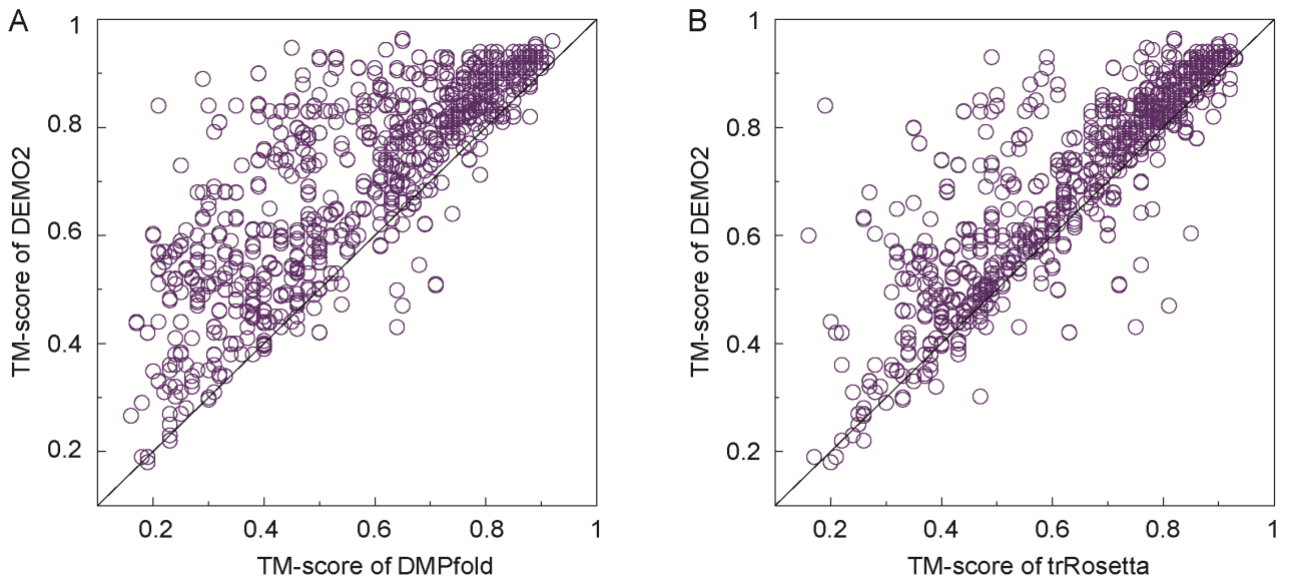 A
1
0.8
0.6
0.4
0.2
TM-score of DEMO2
0.2 0.4 0.6 0.8 1
TM-score of DMPfold
B
1
0.8
0.6
0.4
0.2
TM-score of DEMO2
0.2 0.4 0.6 0.8 1
TM-score of trRosetta